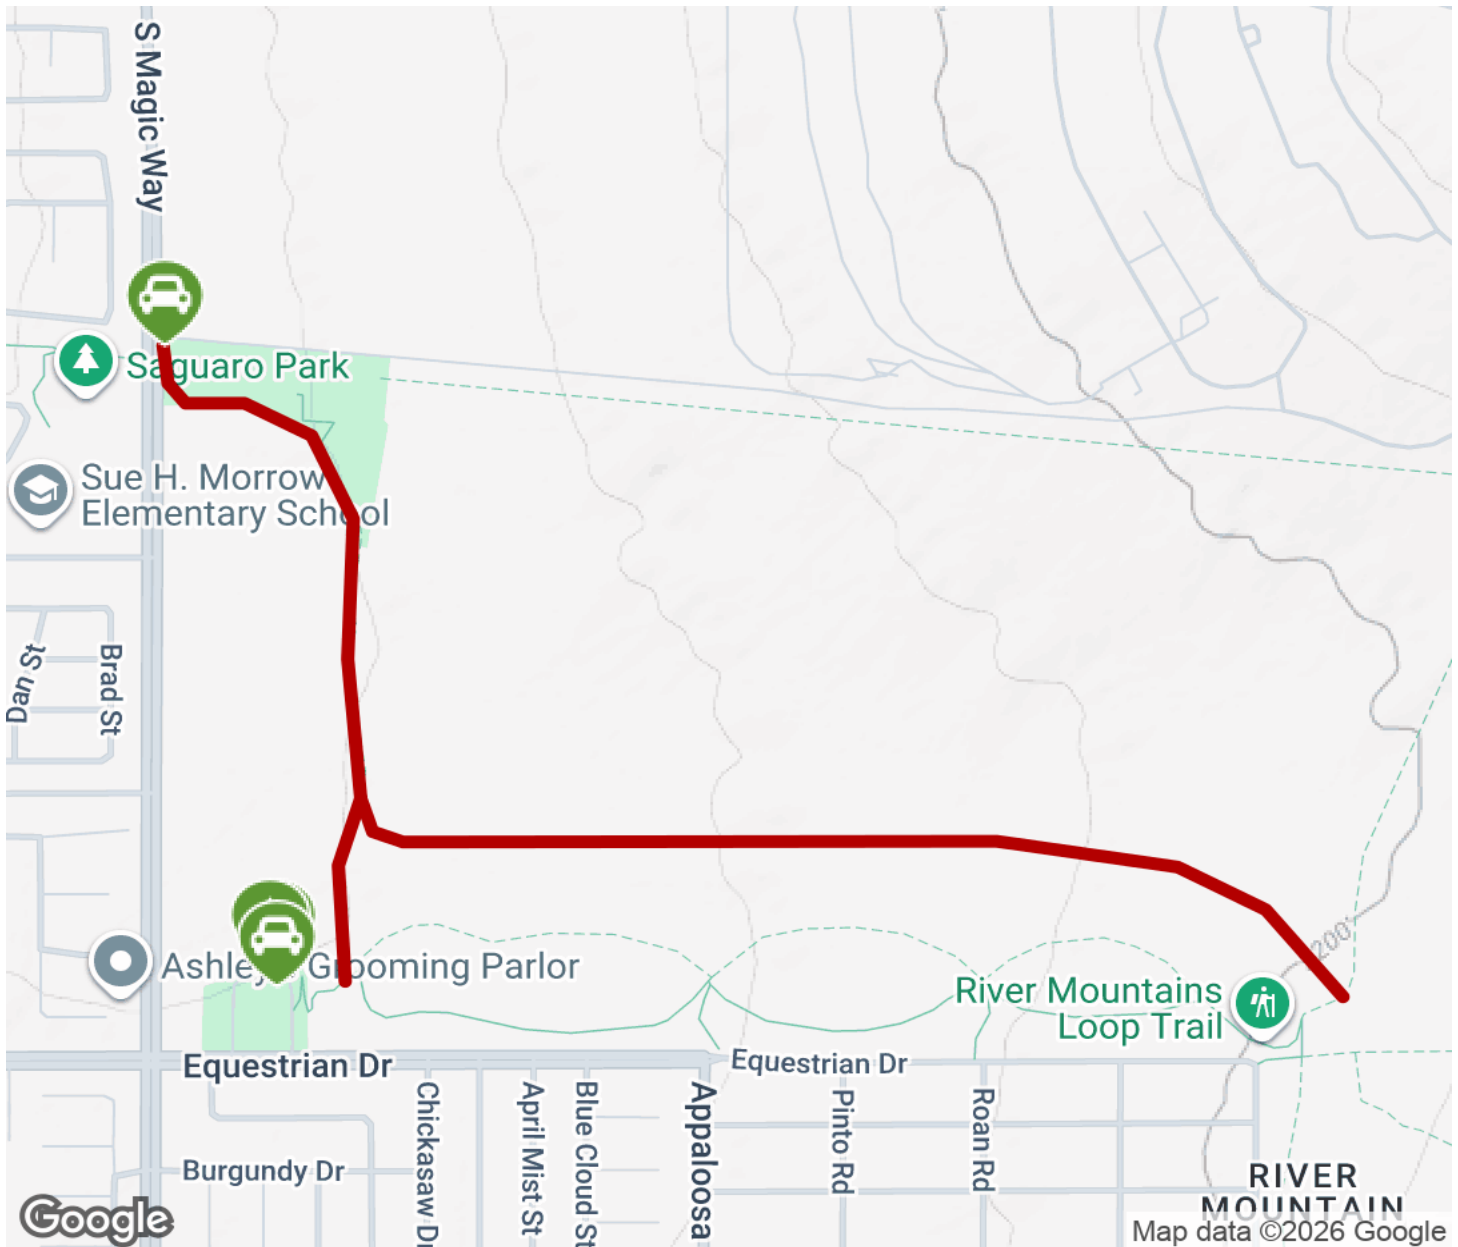 S Magic Way
Saguaro Park
Sue H. Morrow
Elementary School
Dan St
Brad St
Grooming Parlor
River Mountains
Loop Trail
Equestrian Dr
Equestrian Dr
Chickasaw Dr
April Mist St
Blue Cloud St
Appaloosa
Pinto Rd
Roan Rd
Burgundy Dr
RIVER
MOUNTAIN
Google
Map data ©2026 Google